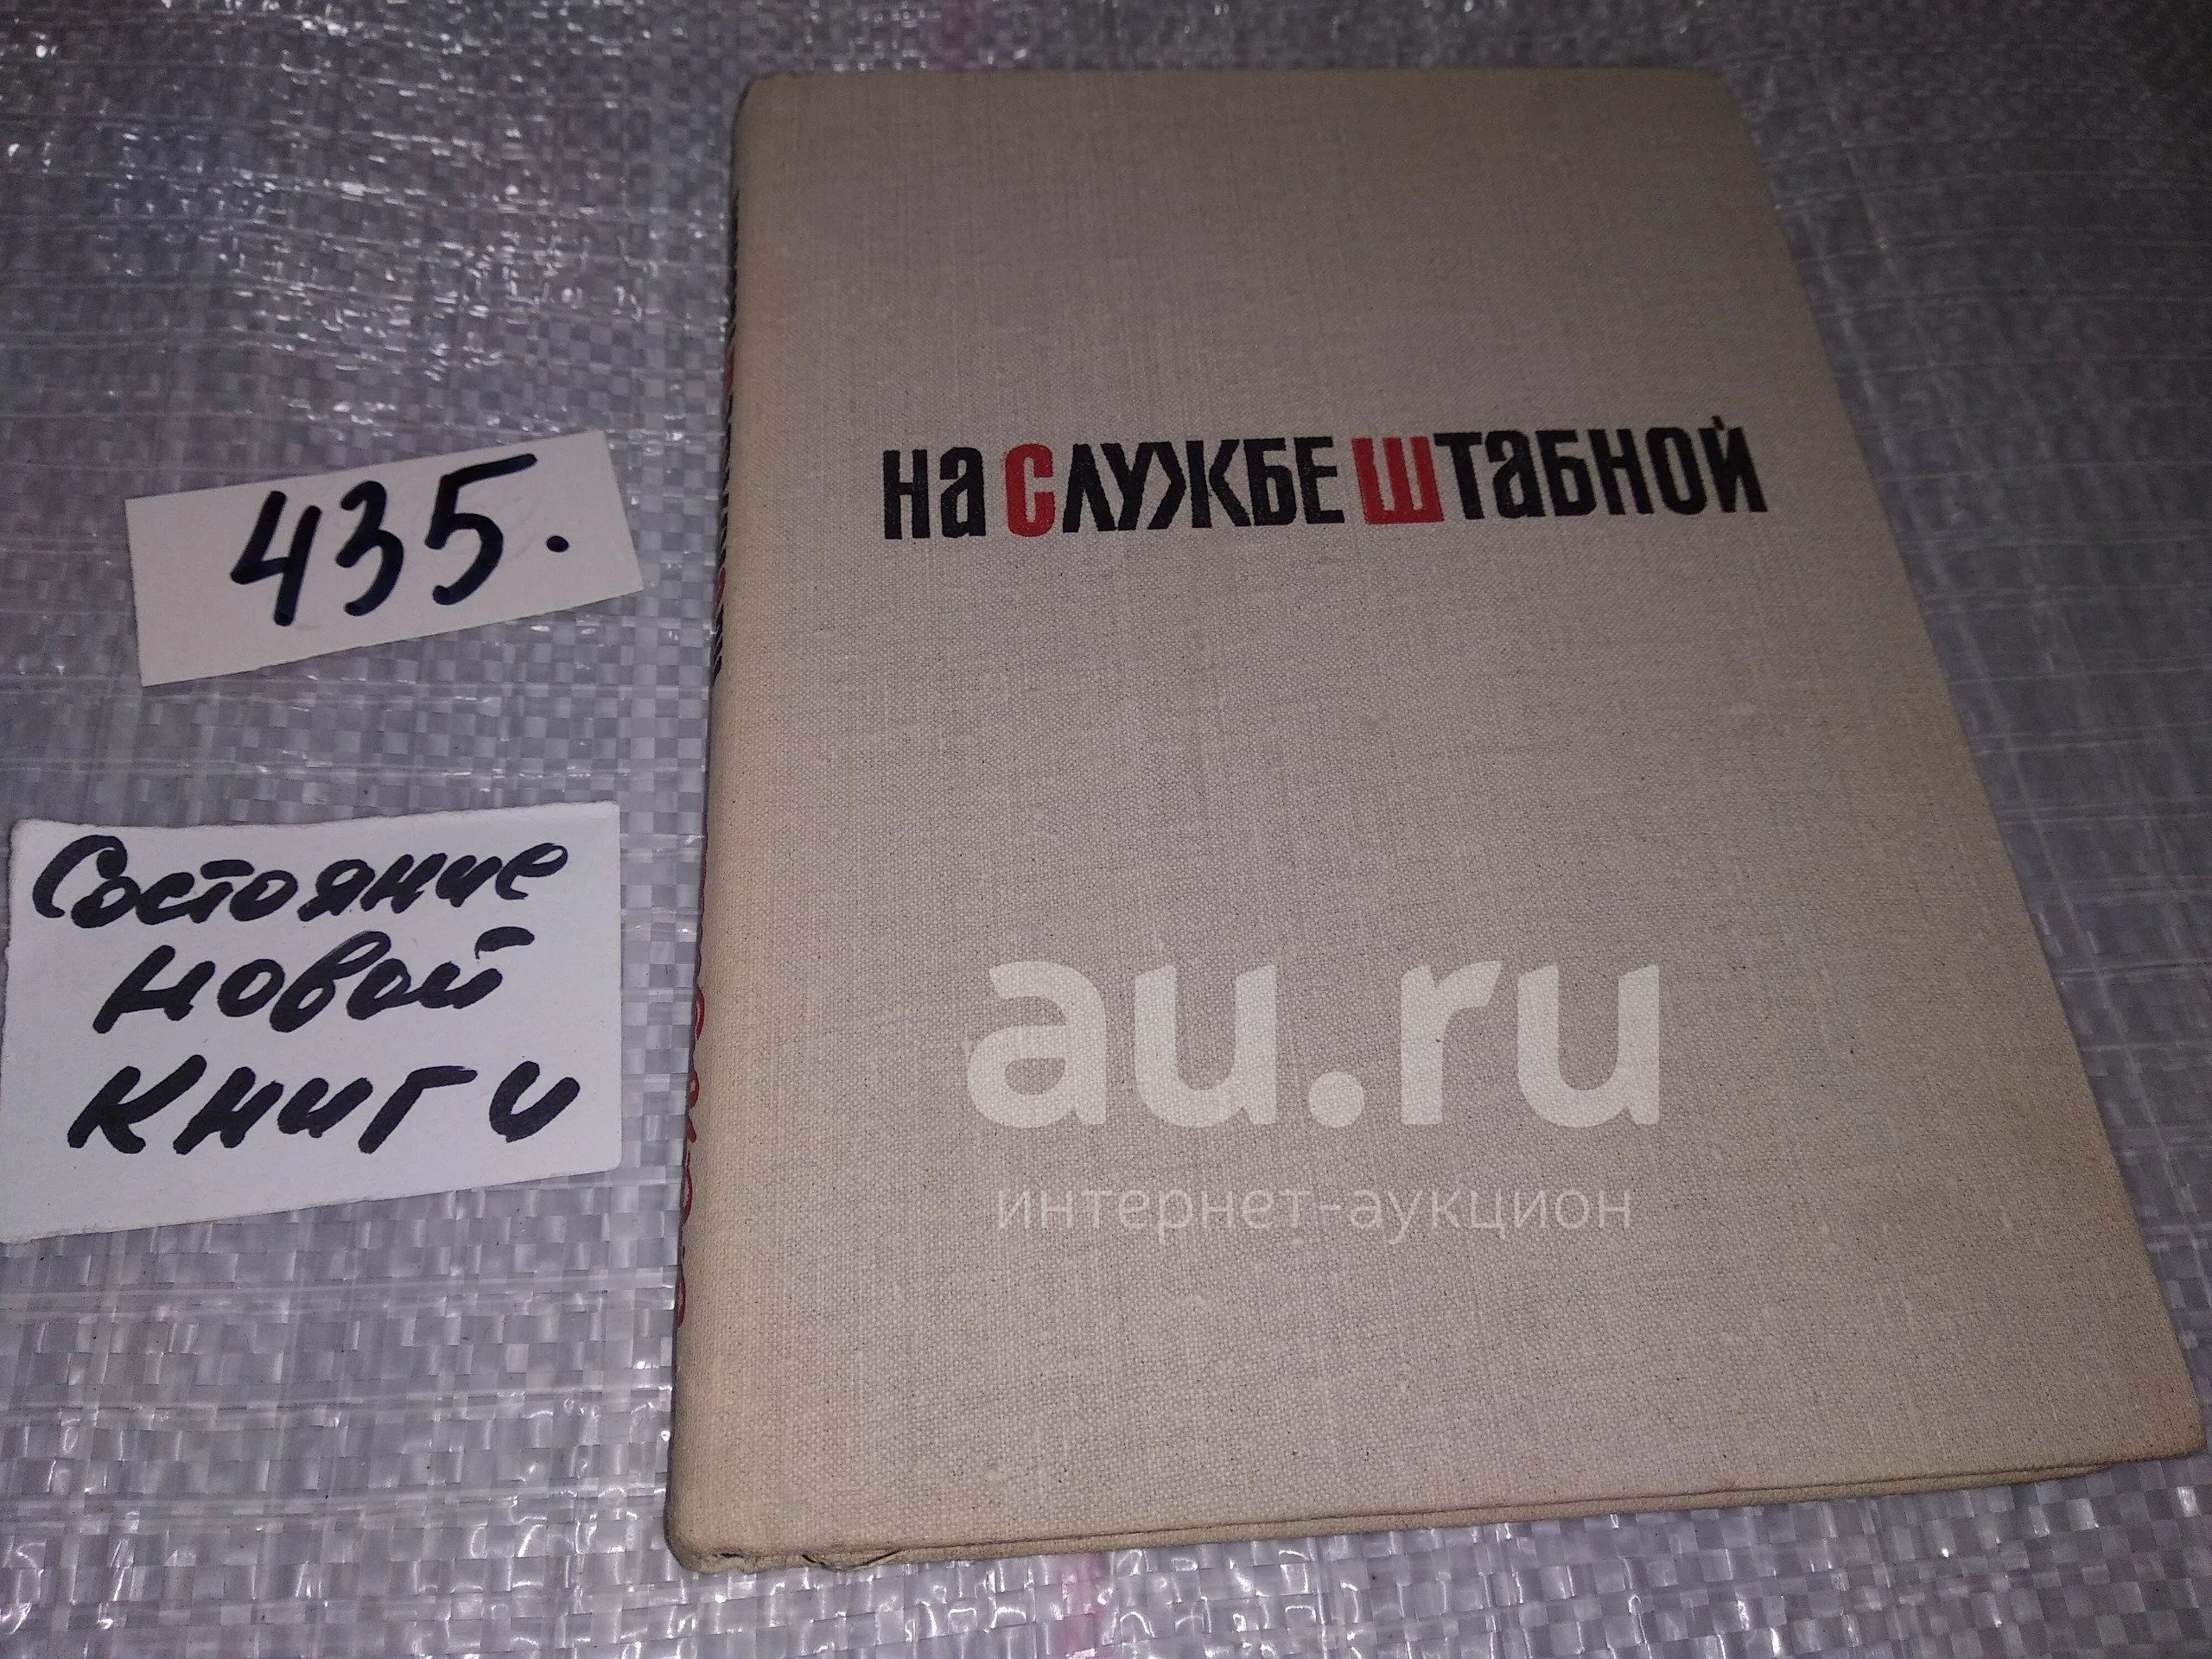 435.
Состояние
новой
книги
на службе штабной
au.ru
интернет-аукцион